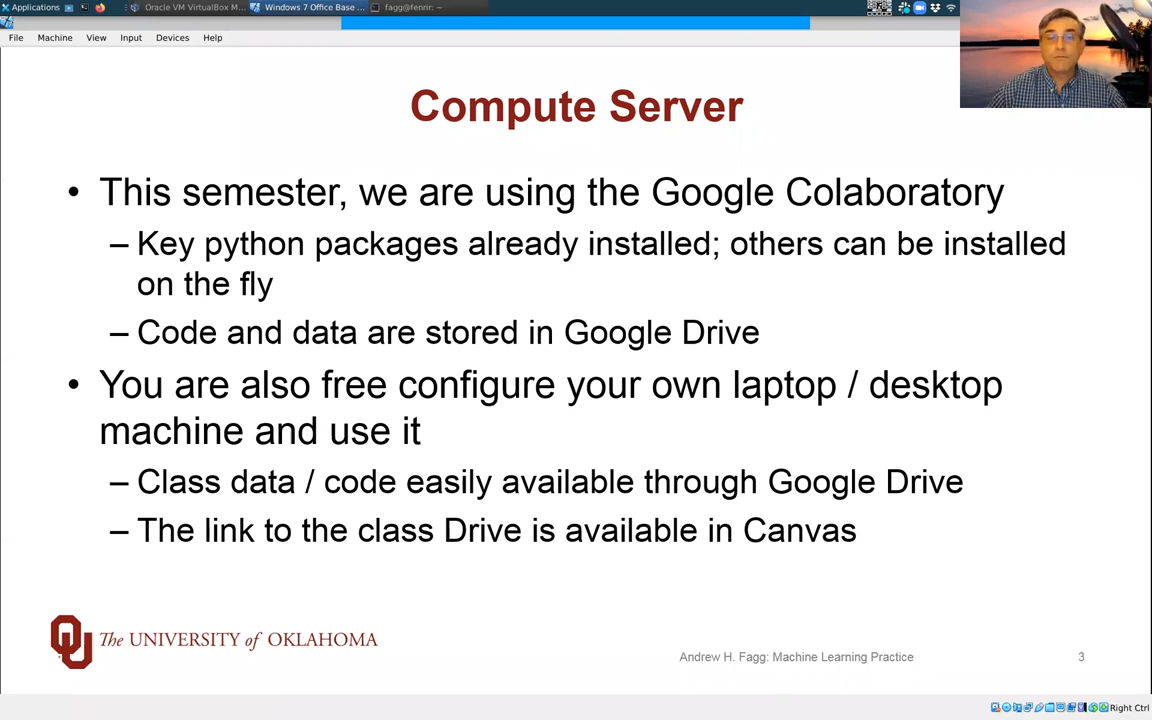 Applications
Oracle VM VirtualBox M...
Windows 7 Office Base ...
fagg@fenrir: ~
File Machine View Input Devices Help
Compute Server
• This semester, we are using the Google Colaboratory
– Key python packages already installed; others can be installed
on the fly
– Code and data are stored in Google Drive
• You are also free configure your own laptop / desktop
machine and use it
– Class data / code easily available through Google Drive
– The link to the class Drive is available in Canvas
OU The UNIVERSITY of OKLAHOMA
Andrew H. Fagg: Machine Learning Practice
3
Right Ctrl